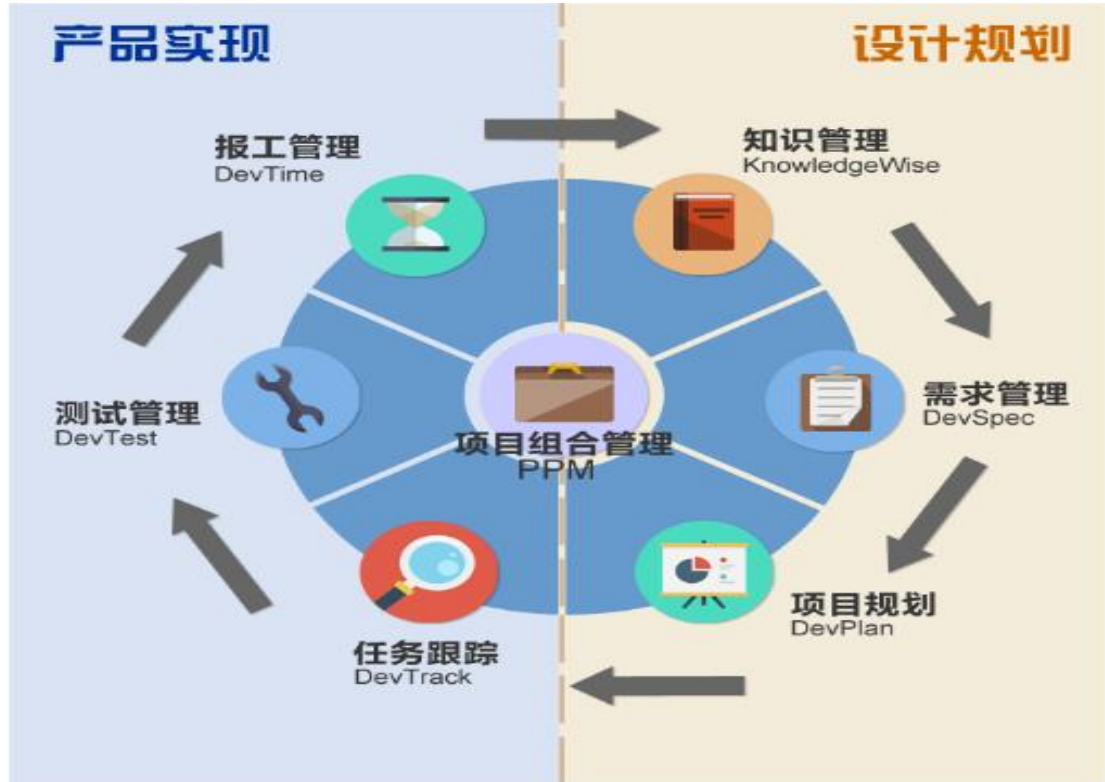 产品实现
设计规划
报工管理
DevTime
知识管理
KnowledgeWise
测试管理
DevTest
项目组合管理
PPM
需求管理
DevSpec
任务跟踪
DevTrack
项目规划
DevPlan